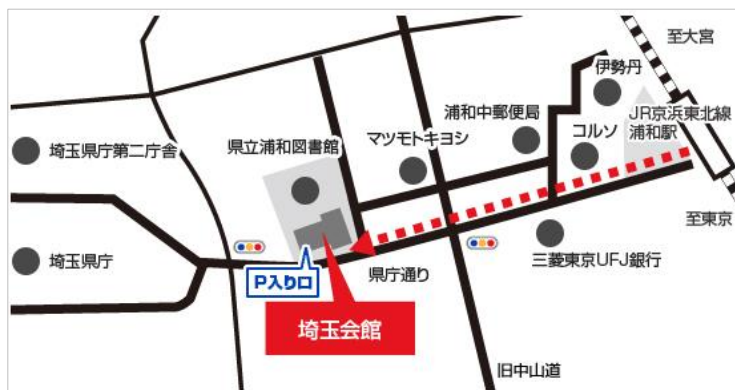 至大宮
伊勢丹
JR京浜東北線
浦和駅
浦和中郵便局
コルソ
マツモトキヨシ
県立浦和図書館
埼玉県庁第二庁舎
至東京
三菱東京UFJ銀行
埼玉県庁
県庁通り
P入り口
埼玉会館
旧中山道